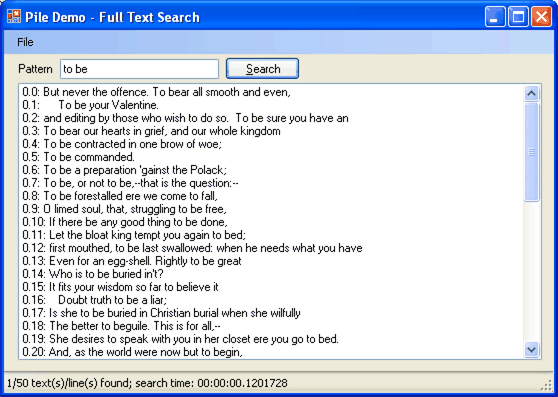 Pile Demo - Full Text Search
File
Pattern to be Search
0.0: But never the offence. To bear all smooth and even,
0.1:     To be your Valentine.
0.2: and editing by those who wish to do so.  To be sure you have an
0.3: To bear our hearts in grief, and our whole kingdom
0.4: To be contracted in one brow of woe;
0.5: To be commanded.
0.6: To be a preparation 'gainst the Polack;
0.7: To be, or not to be,--that is the question:--
0.8: To be forestalled ere we come to fall,
0.9: O limed soul, that, struggling to be free,
0.10: If there be any good thing to be done,
0.11: Let the bloat king tempt you again to bed;
0.12: first mouthed, to be last swallowed: when he needs what you have
0.13: Even for an egg-shell. Rightly to be great
0.14: Who is to be buried in't?
0.15: It fits your wisdom so far to believe it
0.16:     Doubt truth to be a liar;
0.17: Is she to be buried in Christian burial when she wilfully
0.18: The better to beguile. This is for all,--
0.19: She desires to speak with you in her closet ere you go to bed.
0.20: And, as the world were now but to begin,
1/50 text(s)/line(s) found; search time: 00:00:00.1201728